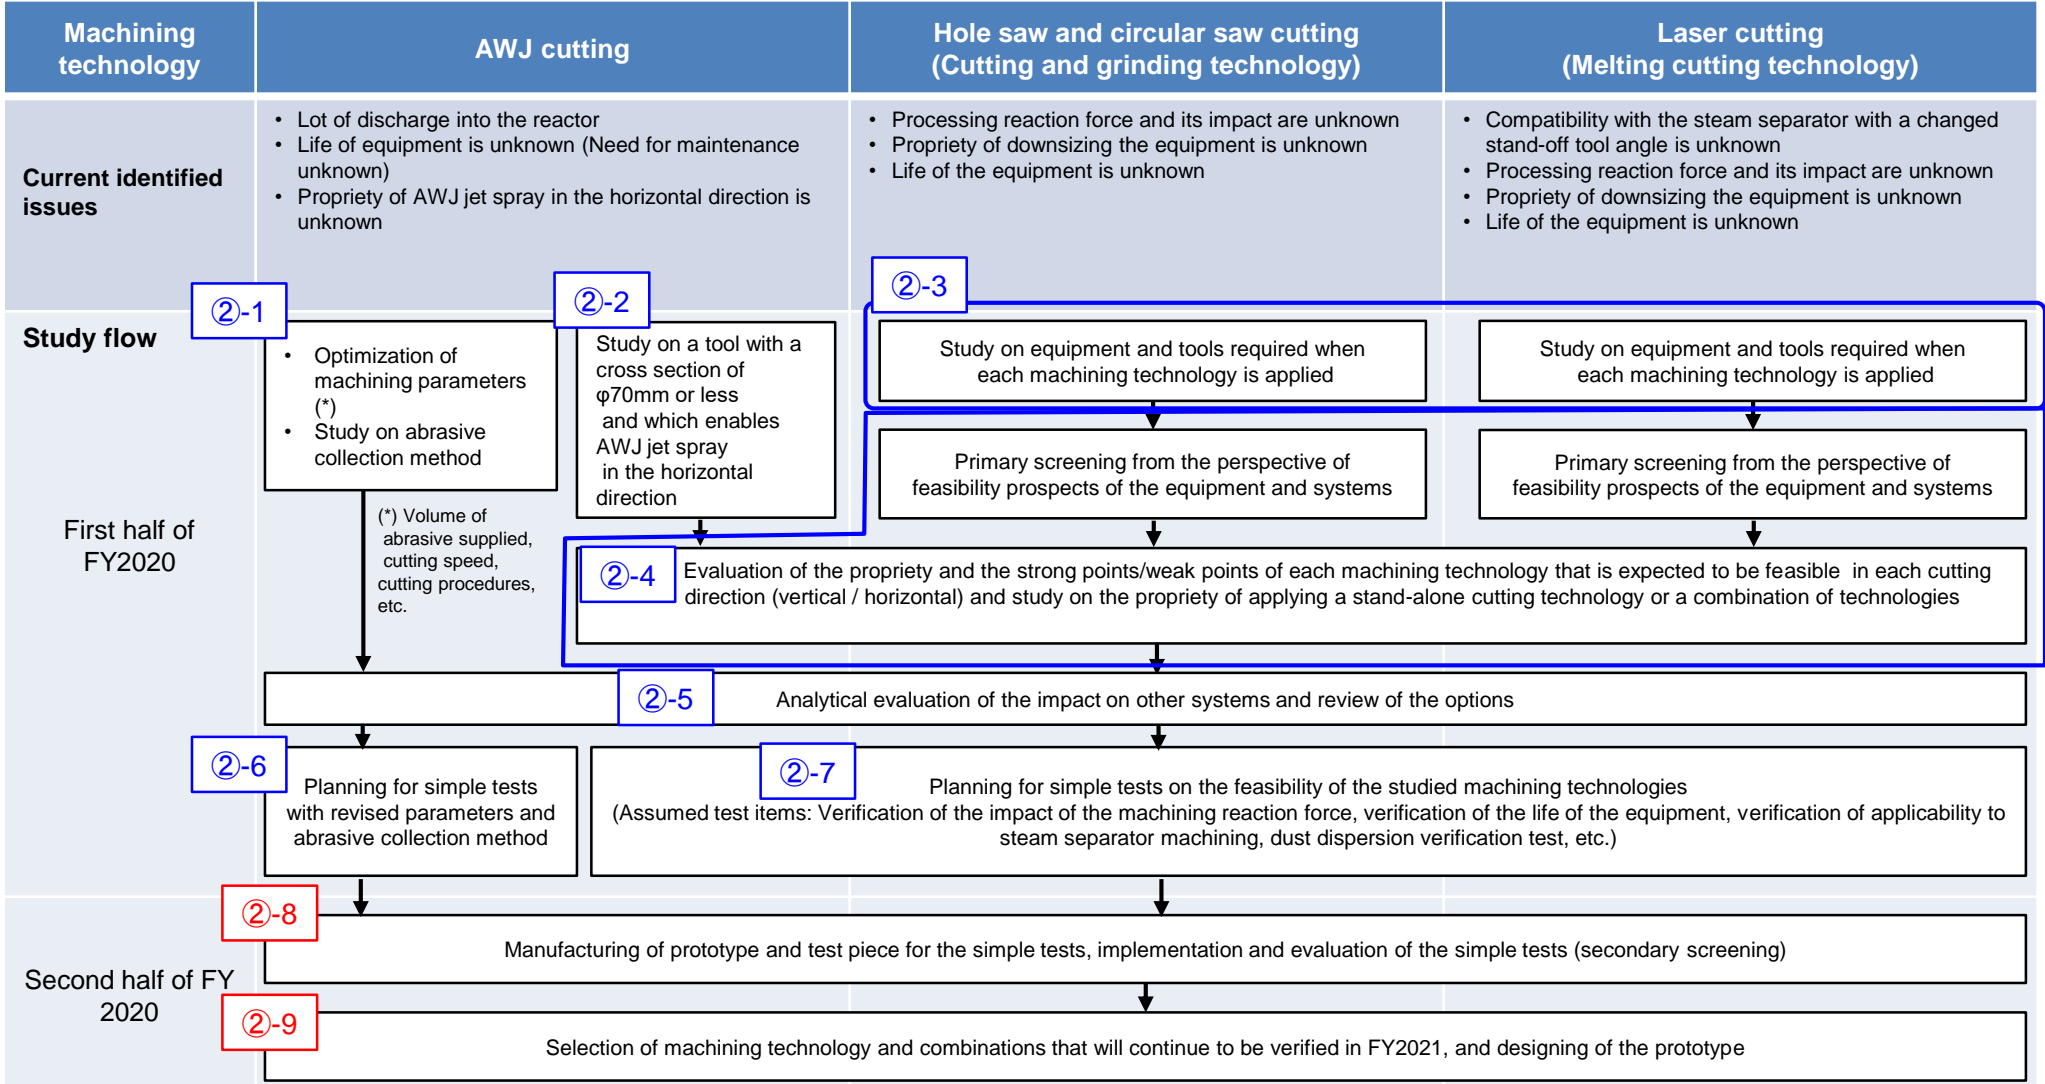 Machining
technology
AWJ cutting
Hole saw and circular saw cutting
(Cutting and grinding technology)
Laser cutting
(Melting cutting technology)
Current identified
issues
• Lot of discharge into the reactor
• Life of equipment is unknown (Need for maintenance
unknown)
• Propriety of AWJ jet spray in the horizontal direction is
unknown
• Processing reaction force and its impact are unknown
• Propriety of downsizing the equipment is unknown
• Life of the equipment is unknown
• Compatibility with the steam separator with a changed
stand-off tool angle is unknown
• Processing reaction force and its impact are unknown
• Propriety of downsizing the equipment is unknown
• Life of the equipment is unknown
Study flow
First half of
FY2020
②-1
• Optimization of
machining parameters
(*)
• Study on abrasive
collection method
②-2
Study on a tool with a
cross section of
φ70mm or less
and which enables
AWJ jet spray
in the horizontal
direction
②-3
Study on equipment and tools required when
each machining technology is applied
Study on equipment and tools required when
each machining technology is applied
Primary screening from the perspective of
feasibility prospects of the equipment and systems
Primary screening from the perspective of
feasibility prospects of the equipment and systems
(*) Volume of
abrasive supplied,
cutting speed,
cutting procedures,
etc.
②-4
Evaluation of the propriety and the strong points/weak points of each machining technology that is expected to be feasible in each cutting
direction (vertical / horizontal) and study on the propriety of applying a stand-alone cutting technology or a combination of technologies
②-5
Analytical evaluation of the impact on other systems and review of the options
②-6
Planning for simple tests
with revised parameters and
abrasive collection method
②-7
Planning for simple tests on the feasibility of the studied machining technologies
(Assumed test items: Verification of the impact of the machining reaction force, verification of the life of the equipment, verification of applicability to
steam separator machining, dust dispersion verification test, etc.)
Second half of FY
2020
②-8
Manufacturing of prototype and test piece for the simple tests, implementation and evaluation of the simple tests (secondary screening)
②-9
Selection of machining technology and combinations that will continue to be verified in FY2021, and designing of the prototype